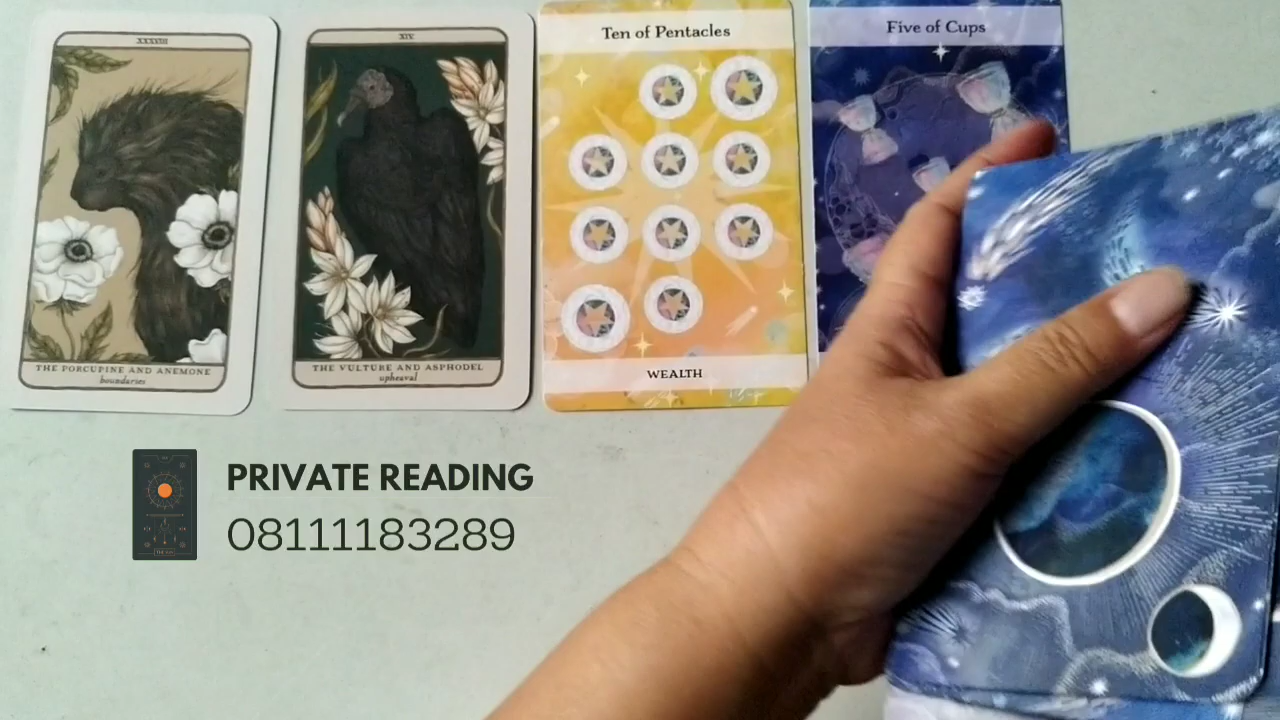 XXXVIII
THE PORCUPINE AND ANEMONE
boundaries
XIV
THE VULTURE AND ASPHODEL
upheaval
Ten of Pentacles
WEALTH
Five of Cups
PRIVATE READING
08111183289